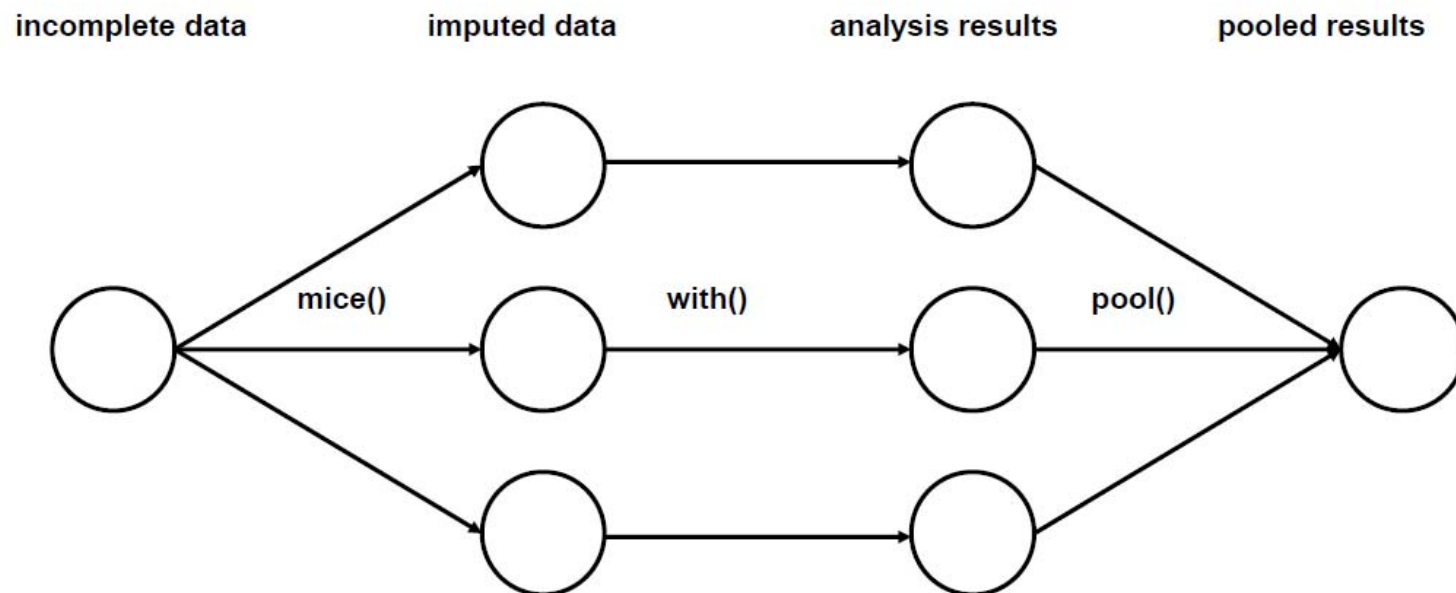 incomplete data imputed data analysis results pooled results
mice() with() pool()